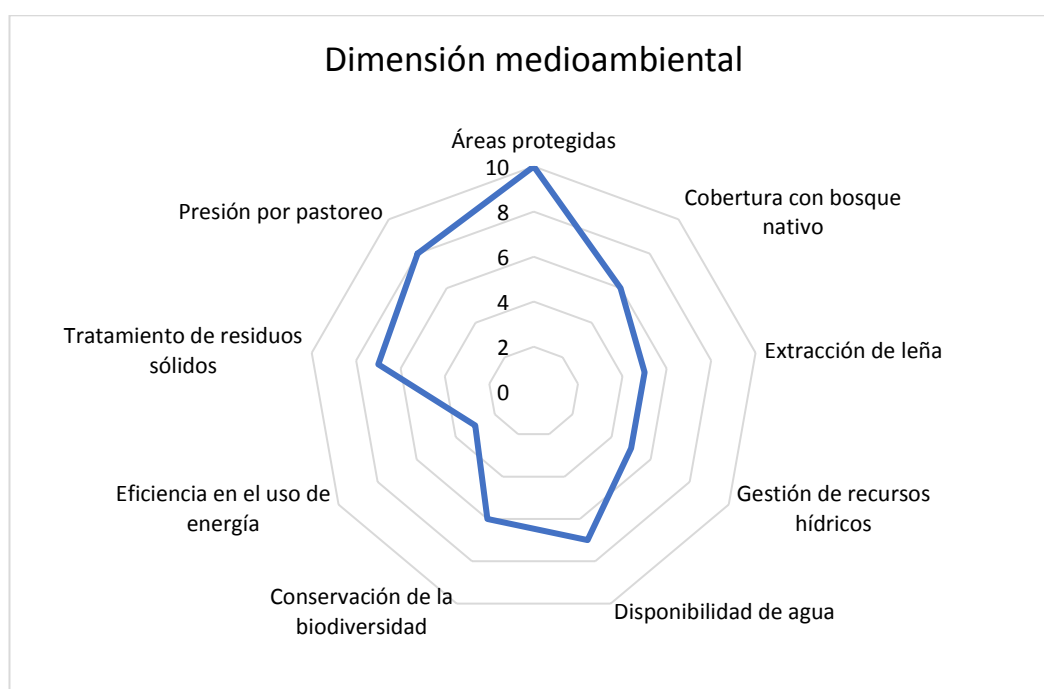 Dimensión medioambiental
Áreas protegidas
10
8
6
4
2
0
Cobertura con bosque
nativo
Extracción de leña
Gestión de recursos
hídricos
Disponibilidad de agua
Conservación de la
biodiversidad
Eficiencia en el uso de
energía
Tratamiento de residuos
sólidos
Presión por pastoreo